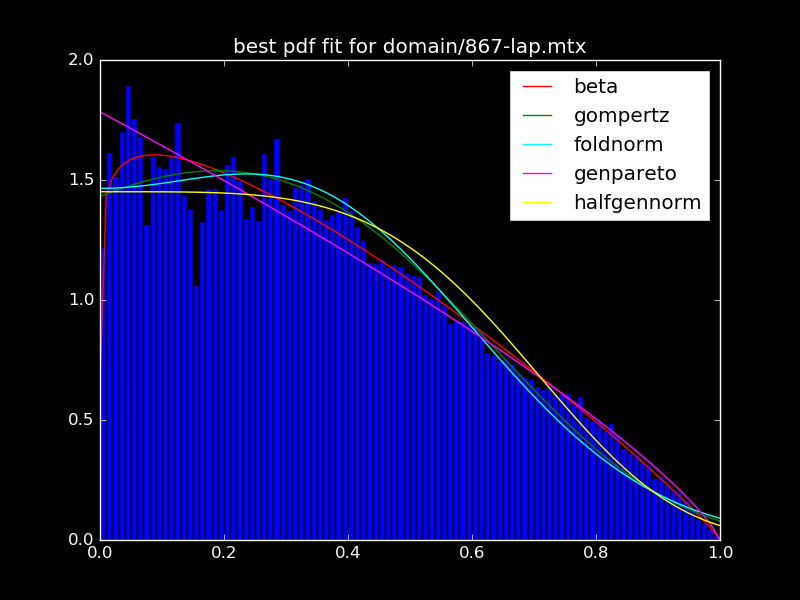 best pdf fit for domain/867-lap.mtx
2.0
1.5
1.0
0.5
0.0
0.0 0.2 0.4 0.6 0.8 1.0
beta
gompertz
foldnorm
genpareto
halfgennorm